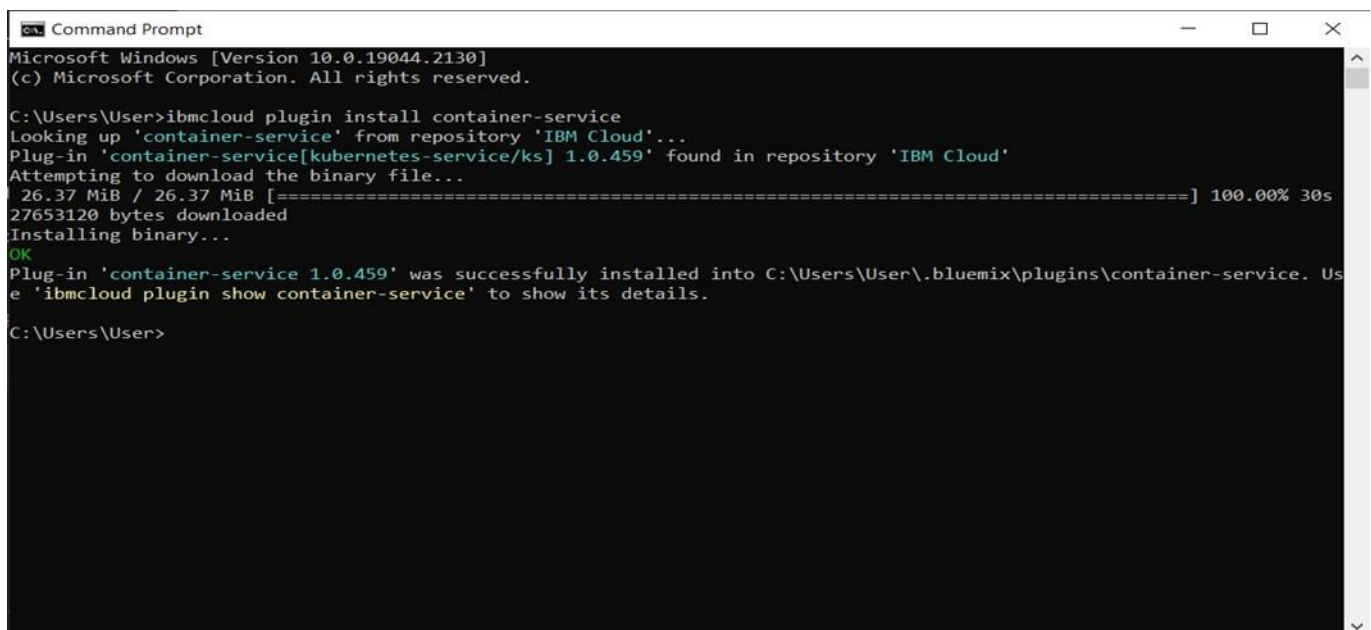 Command Prompt
Microsoft Windows [Version 10.0.19044.2130]
(c) Microsoft Corporation. All rights reserved.
C:\Users\User>ibmcloud plugin install container-service
Looking up 'container-service' from repository 'IBM Cloud'...
Plug-in 'container-service[kubernetes-service/ks] 1.0.459' found in repository 'IBM Cloud'
Attempting to download the binary file...
26.37 MiB / 26.37 MiB [===================================================================================] 100.00% 30s
27653120 bytes downloaded
Installing binary...
OK
Plug-in 'container-service 1.0.459' was successfully installed into C:\Users\User\.bluemix\plugins\container-service. Us
e 'ibmcloud plugin show container-service' to show its details.
C:\Users\User>